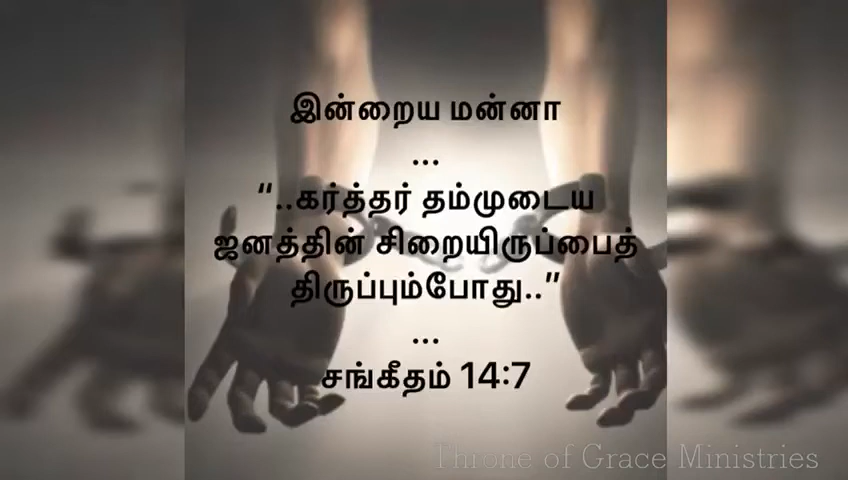 இன்றைய மன்னா
...
“..கர்த்தர் தம்முடைய
ஜனத்தின் சிறையிருப்பைத்
திருப்பும்போது..”
...
சங்கீதம் 14:7
Throne of Grace Ministries